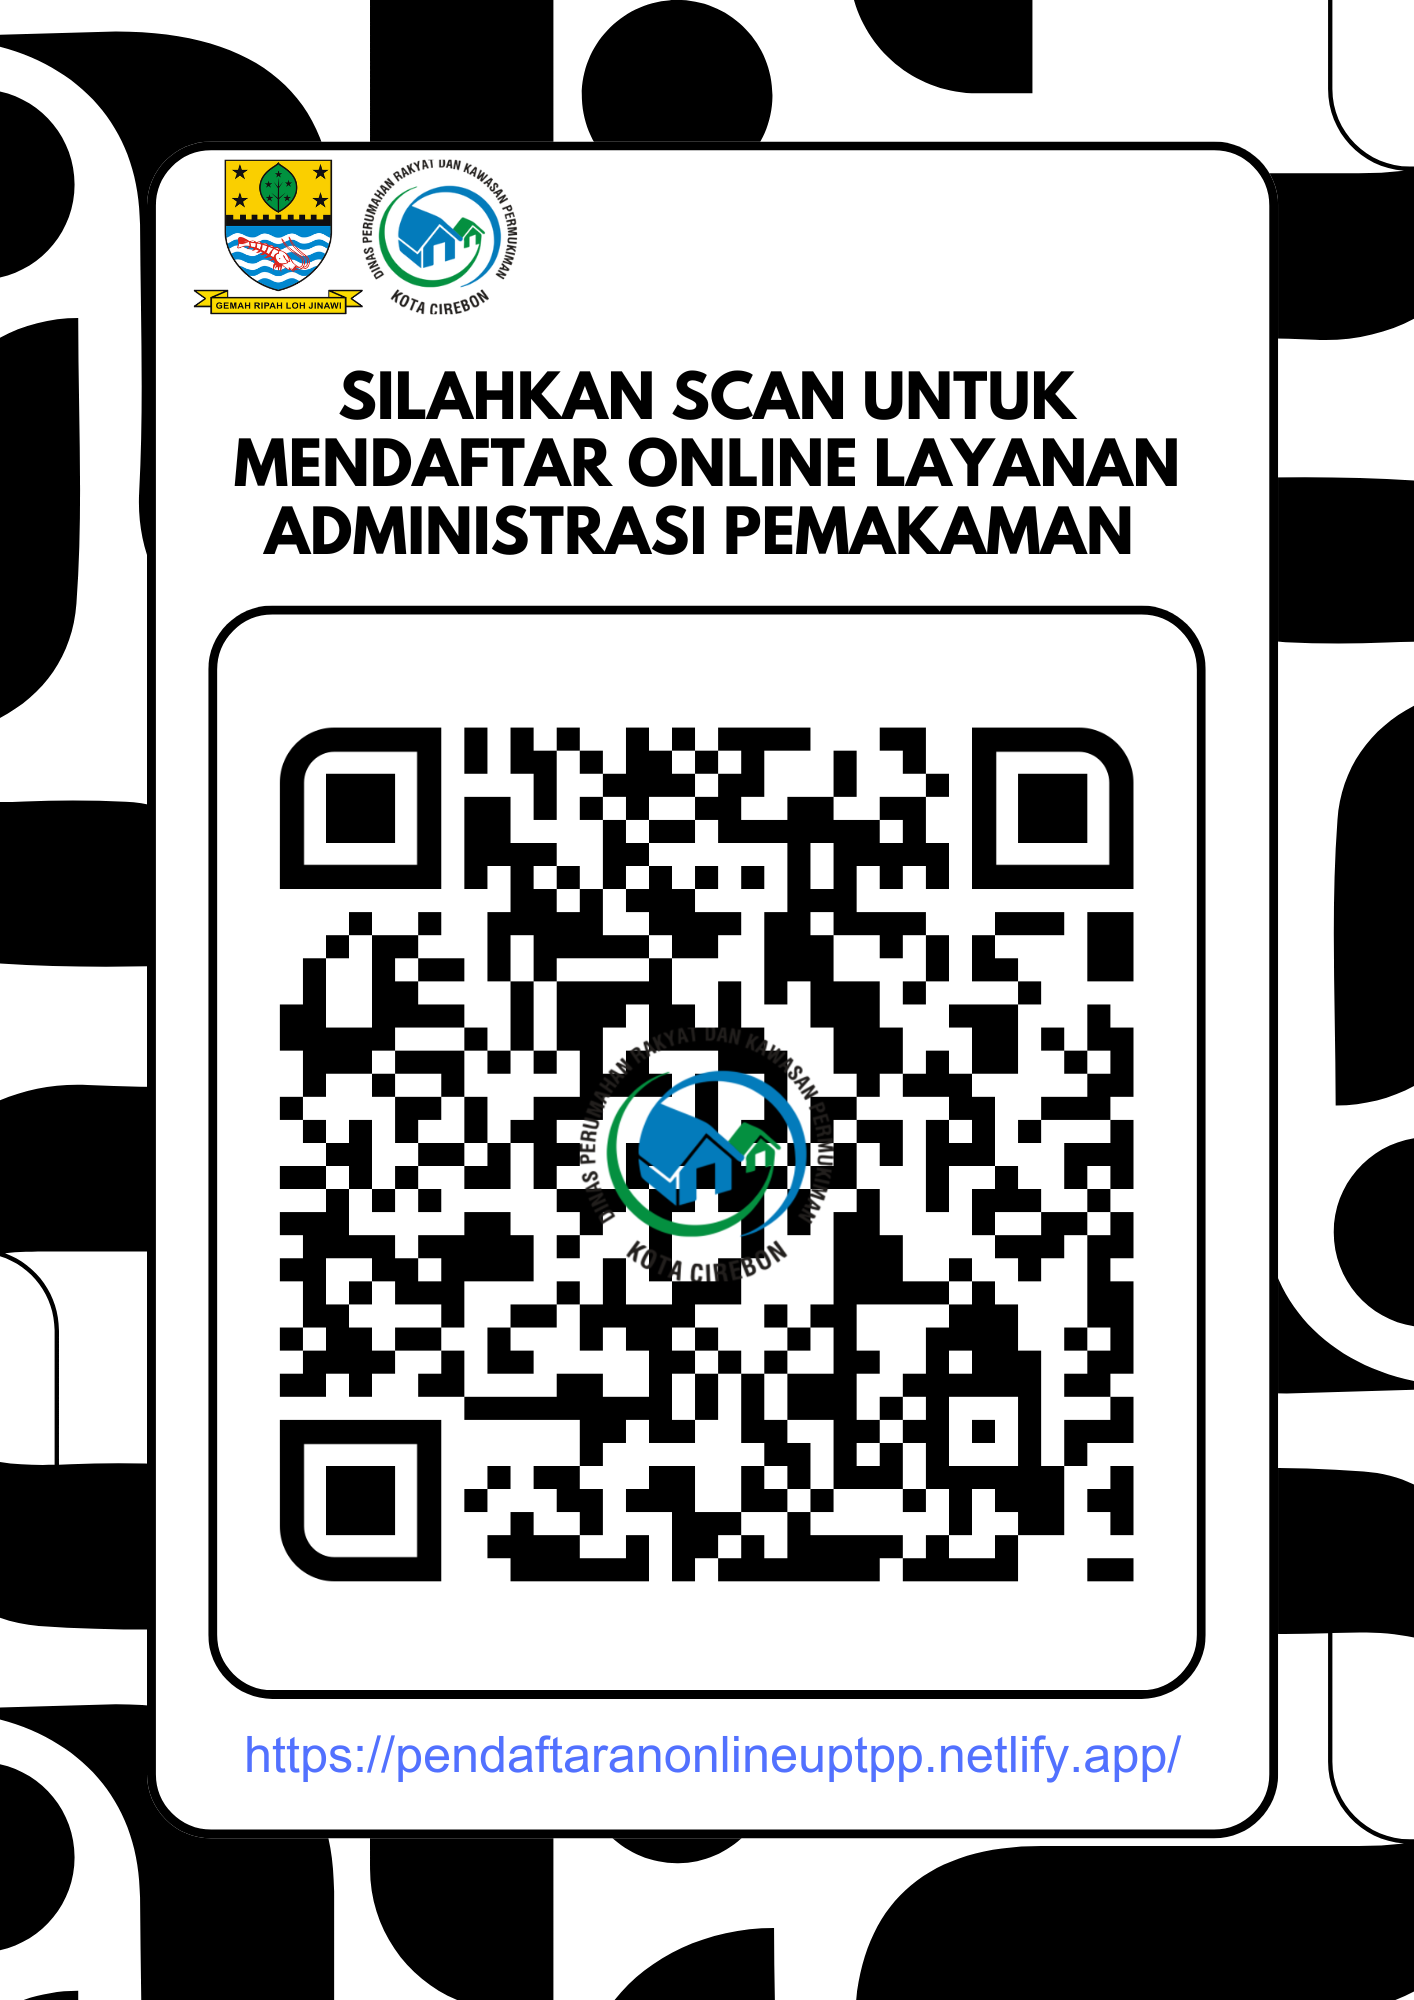 GEMAH RIPAH LOH JINAWI
DINAS PERUMAHAN RAKYAT DAN KAWASAN PERMUKIMAN
KOTA CIREBON
SILAHKAN SCAN UNTUK
MENDAFTAR ONLINE LAYANAN
ADMINISTRASI PEMAKAMAN
DINAS PERUMAHAN RAKYAT DAN KAWASAN PERMUKIMAN
KOTA CIREBON
https://pendaftaranonlineuptpp.netlify.app/